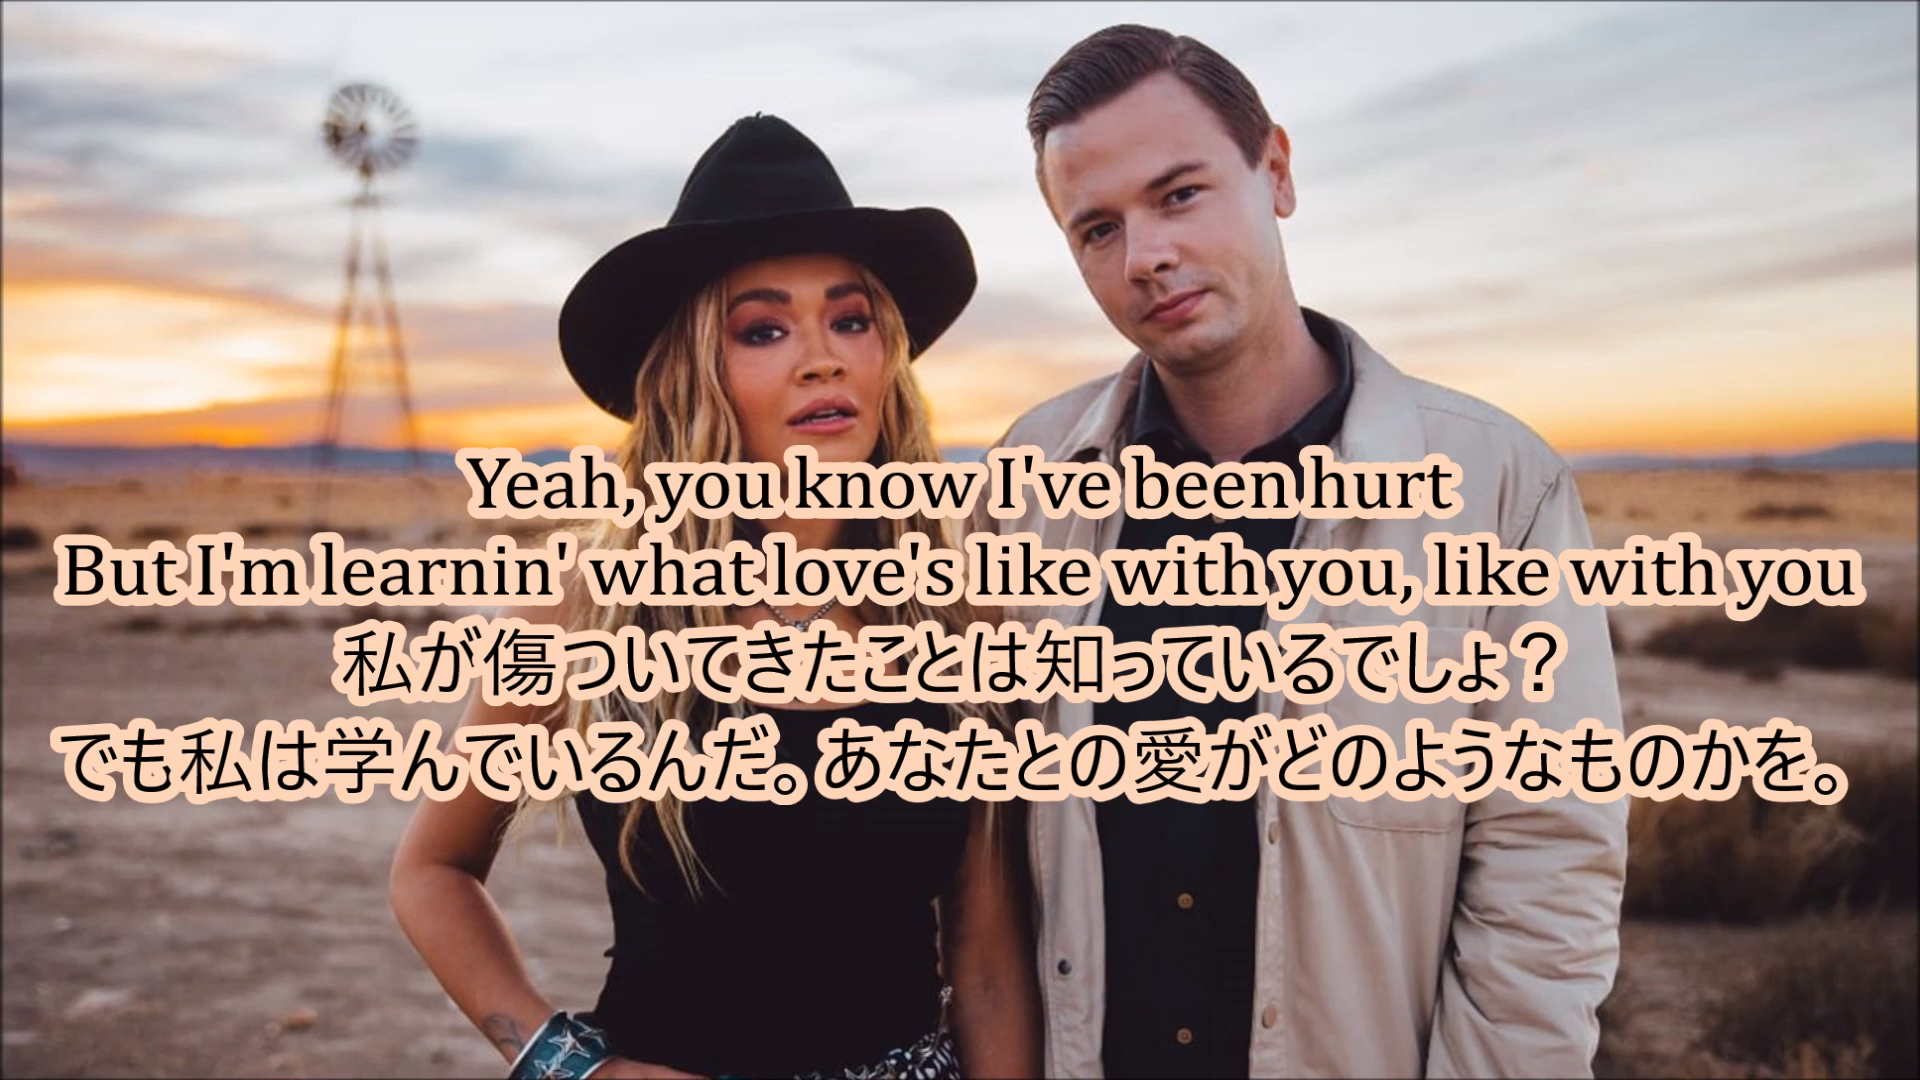 Yeah, you know I've been hurt
But I'm learnin' what love's like with you, like with you
私が傷ついてきたことは知っているでしょ？
でも私は学んでいるんだ。あなたとの愛がどのようなものかを。